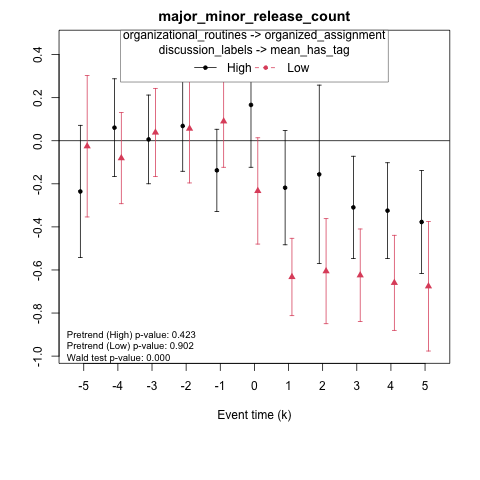 major_minor_release_count
organizational_routines -> organized_assignment
discussion_labels -> mean_has_tag
High Low
0.4
0.2
0.0
-0.2
-0.4
-0.6
-0.8
-1.0
Pretrend (High) p-value: 0.423
Pretrend (Low) p-value: 0.902
Wald test p-value: 0.000
-5 -4 -3 -2 -1 0 1 2 3 4 5
Event time (k)